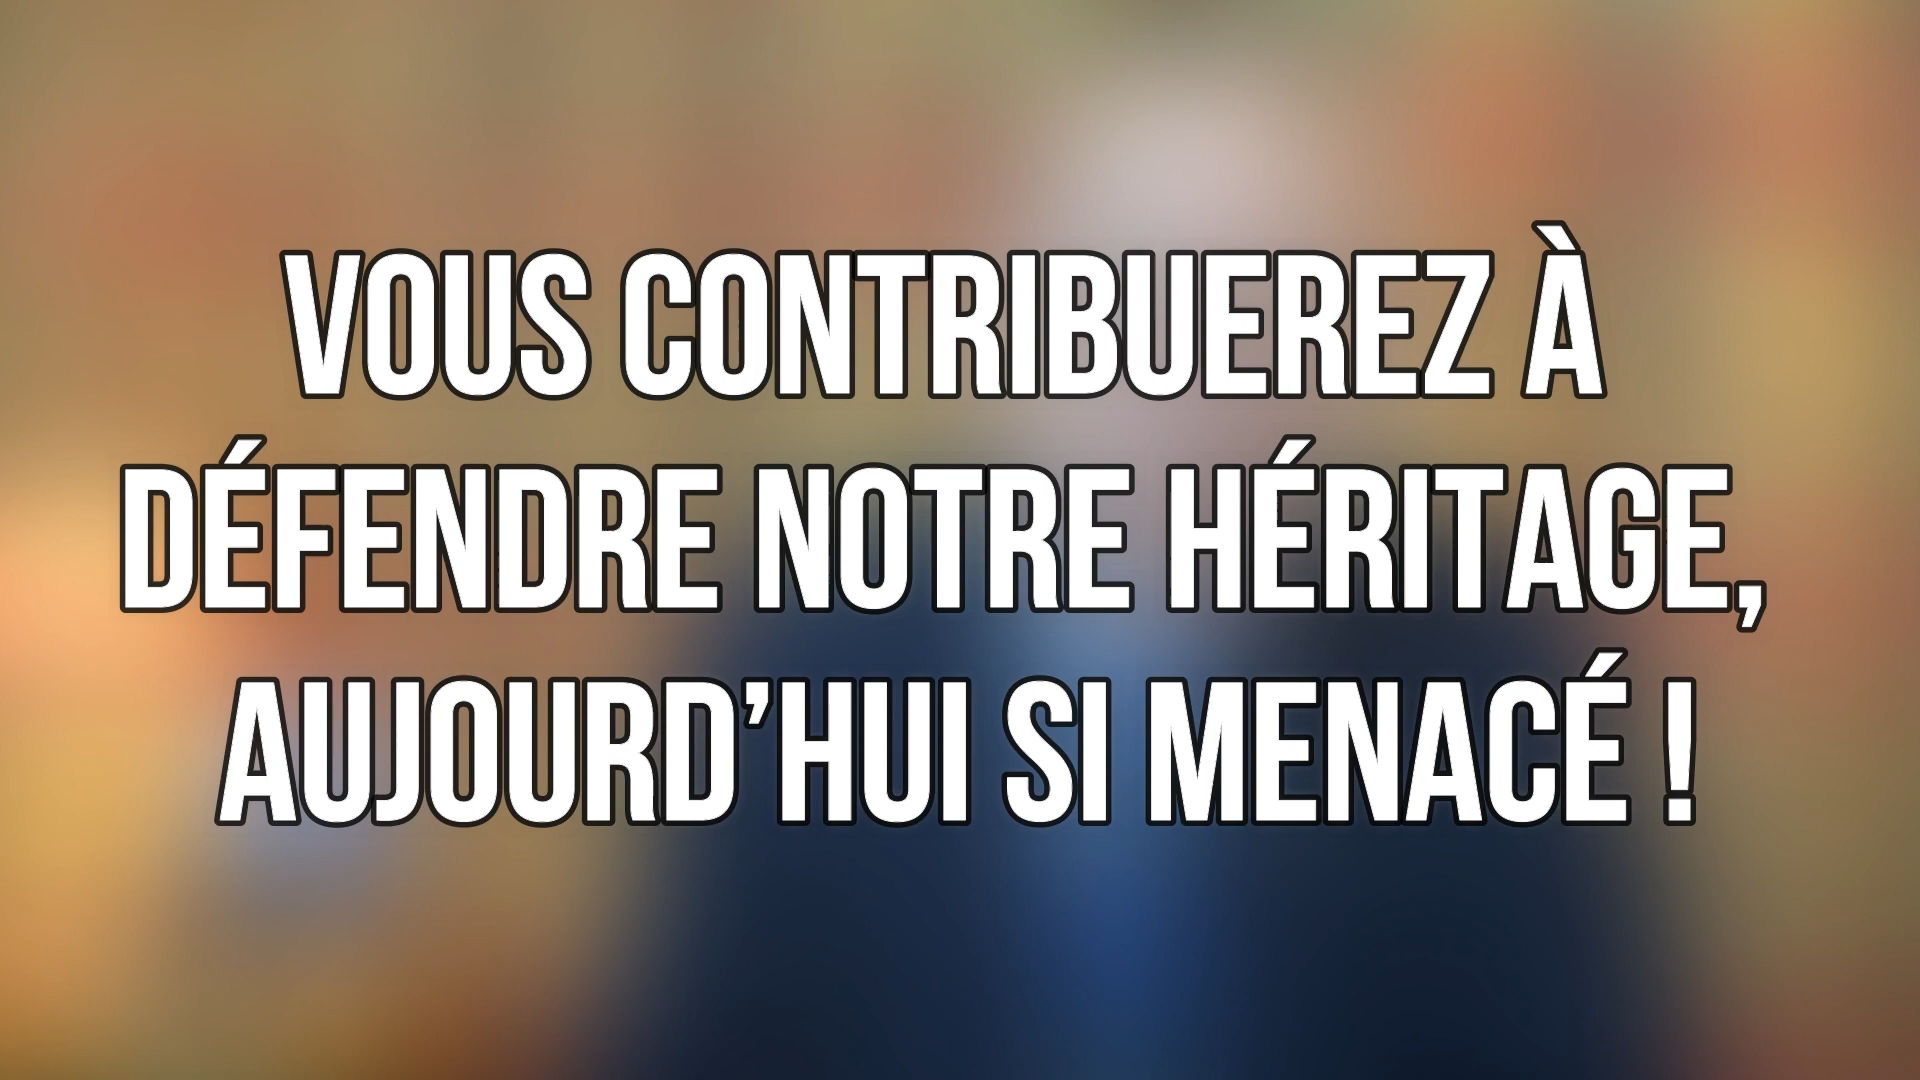 VOUS CONTRIBUEREZ À
DÉFENDRE NOTRE HÉRITAGE,
AUJOURD’HUI SI MENACÉ !